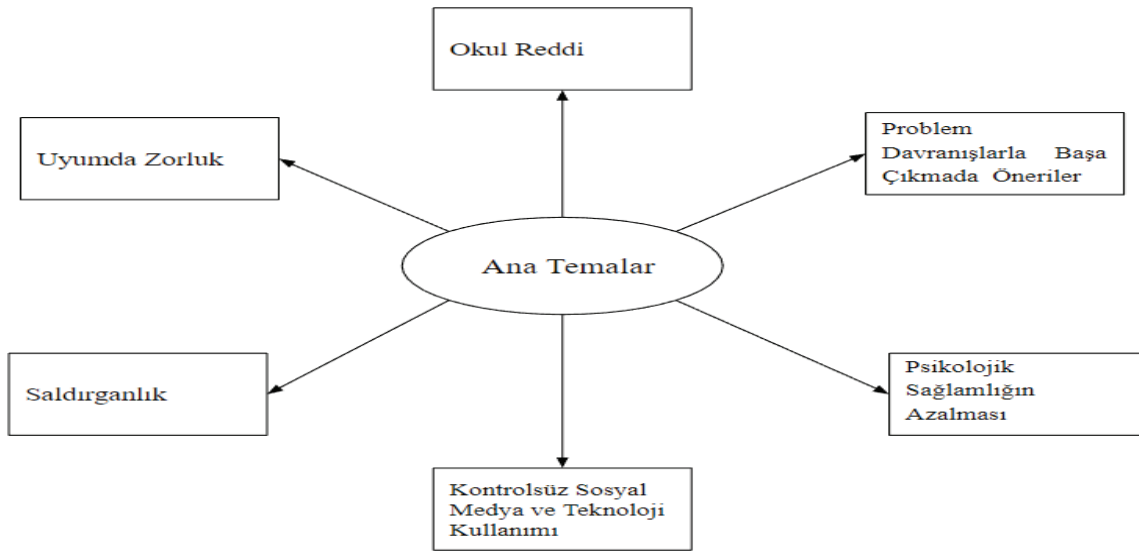 Okul Reddi
Uyumda Zorluk
Problem
Davranışlarla Başa
Çıkmada Öneriler
Ana Temalar
Saldırganlık
Psikolojik
Sağlamlığın
Azalması
Kontrolsüz Sosyal
Medya ve Teknoloji
Kullanımı